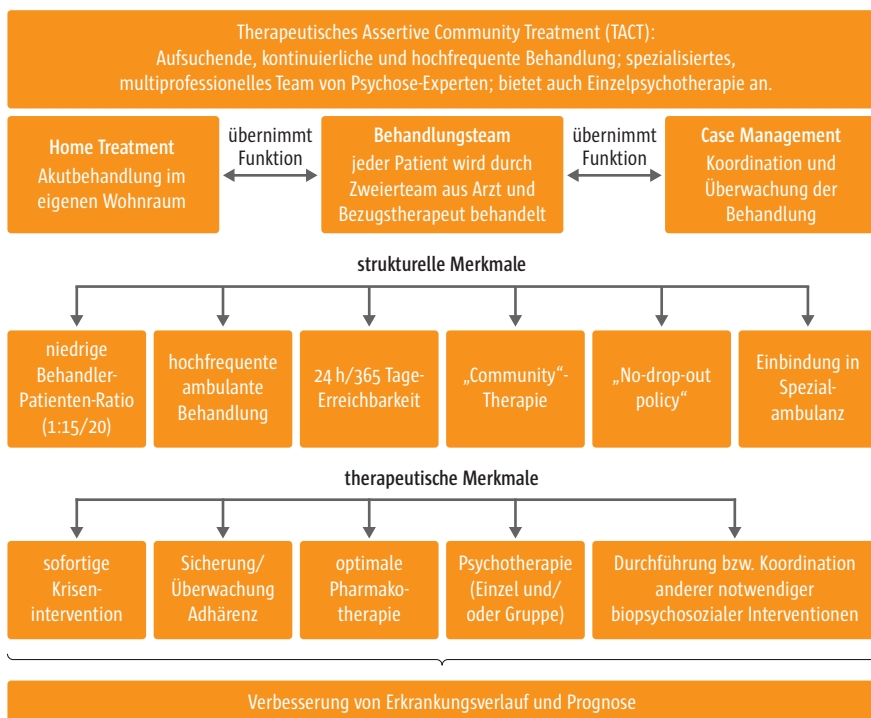 Therapeutisches Assertive Community Treatment (TACT):
Aufsuchende, kontinuierliche und hochfrequente Behandlung; spezialisiertes,
multiprofessionelles Team von Psychose-Experten; bietet auch Einzelpsychotherapie an.
Home Treatment
Akutbehandlung im
eigenen Wohnraum
übernimmt
Funktion
Behandlungsteam
jeder Patient wird durch
Zweierteam aus Arzt und
Bezugstherapeut behandelt
übernimmt
Funktion
Case Management
Koordination und
Überwachung der
Behandlung
strukturelle Merkmale
niedrige
Behandler-
Patienten-Ratio
(1:15/20)
hochfrequente
ambulante
Behandlung
24 h/365 Tage-
Erreichbarkeit
„Community“-
Therapie
„No-drop-out
policy“
Einbindung in
Spezial-
ambulanz
therapeutische Merkmale
sofortige
Krisen-
intervention
Sicherung/
Überwachung
Adhärenz
optimale
Pharmako-
therapie
Psychotherapie
(Einzel und/
oder Gruppe)
Durchführung bzw. Koordination
anderer notwendiger
biopsychosozialer Interventionen
Verbesserung von Erkrankungsverlauf und Prognose